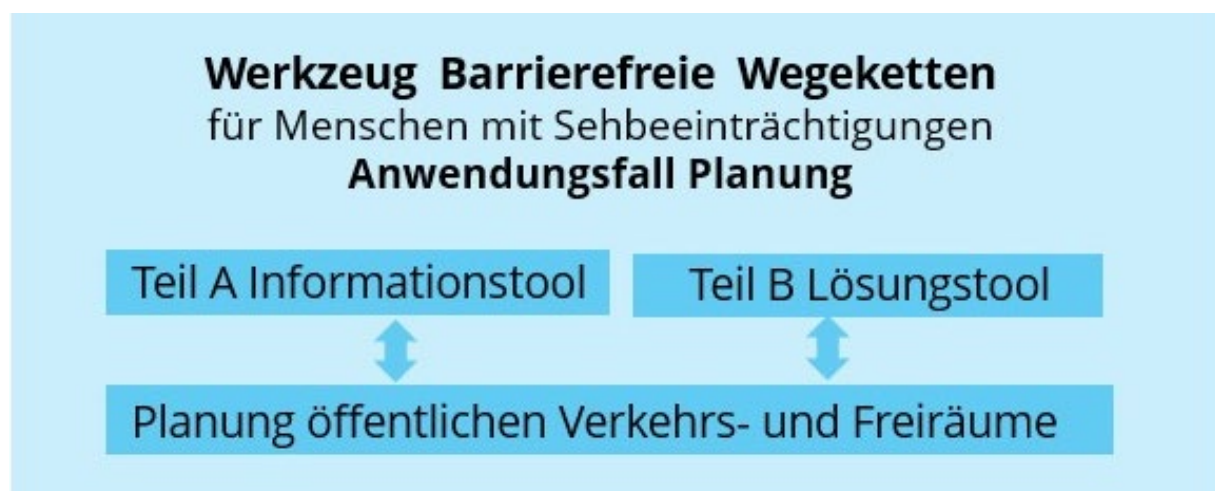 Werkzeug Barrierefreie Wegeketten
für Menschen mit Sehbeeinträchtigungen
Anwendungsfall Planung
Teil A Informationstool
Teil B Lösungstool
Planung öffentlichen Verkehrs- und Freiräume